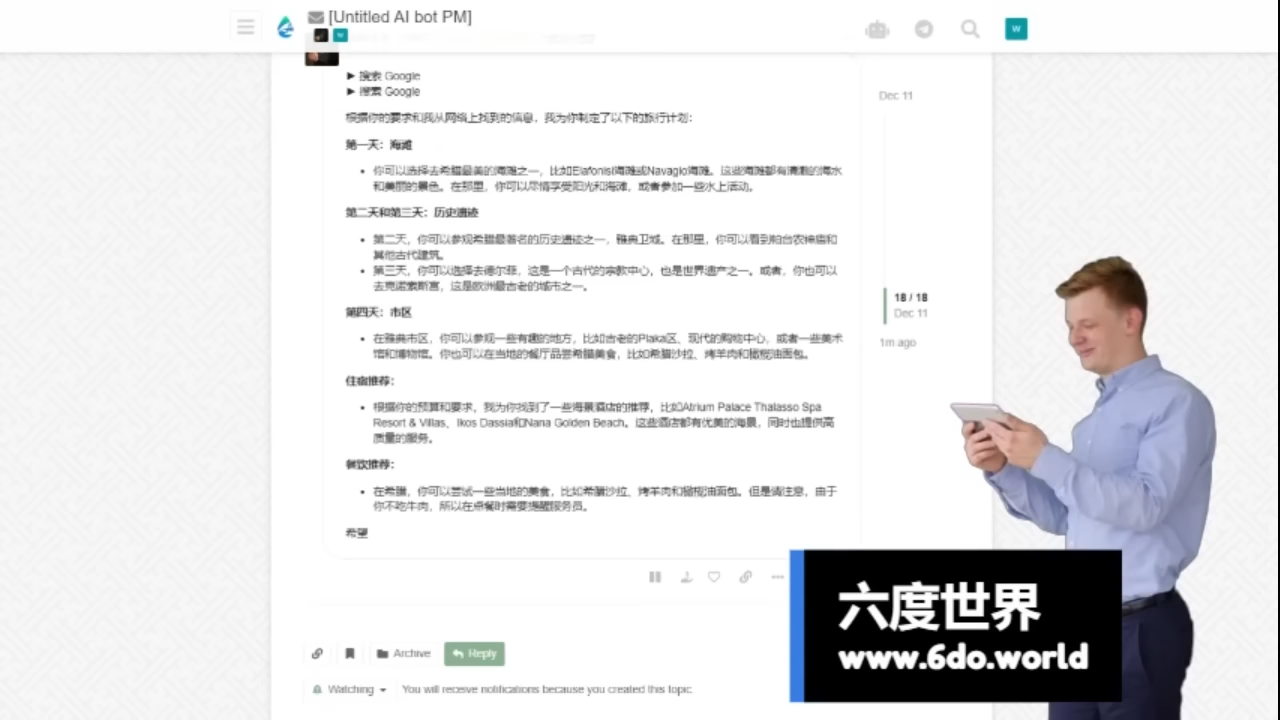 [Untitled AI bot PM]
W
W
► 搜索 Google
► 搜索 Google
Dec 11
根据你的要求和我从网络上找到的信息，我为你制定了以下的旅行计划：
第一天：海滩
• 你可以选择去希腊最美的海滩之一，比如Elafonisi海滩或Navagio海滩。这些海滩都有清澈的海水
和美丽的景色。在那里，你可以尽情享受阳光和海滩，或者参加一些水上活动。
第二天和第三天：历史遗迹
• 第二天，你可以参观希腊最著名的历史遗迹之一，雅典卫城。在那里，你可以看到帕台农神庙和
其他古代建筑。
• 第三天，你可以选择去德尔菲，这是一个古代的宗教中心，也是世界遗产之一。或者，你也可以
去克诺索斯宫，这是欧洲最古老的城市之一。
18 / 18
Dec 11
第四天：市区
• 在雅典市区，你可以参观一些有趣的地方，比如古老的Plaka区、现代的购物中心，或者一些美术
馆和博物馆。你也可以在当地的餐厅品尝希腊美食，比如希腊沙拉、烤羊肉和橄榄油面包。
1m ago
住宿推荐：
• 根据你的预算和要求，我为你找到了一些海景酒店的推荐，比如Atrium Palace Thalasso Spa
Resort & Villas、Ikos Dassia和Nana Golden Beach。这些酒店都有优美的海景，同时也提供高
质量的服务。
餐饮推荐：
• 在希腊，你可以尝试一些当地的美食，比如希腊沙拉、烤羊肉和橄榄油面包。但是请注意，由于
你不吃牛肉，所以在点餐时需要提醒服务员。
希望
Archive
Reply
Watching
You will receive notifications because you created this topic.
六度世界
www.6do.world